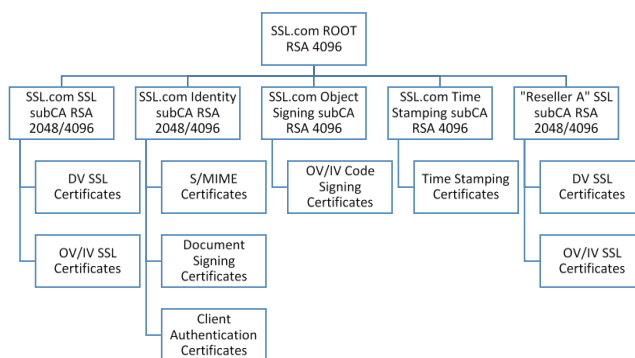 SSL.com ROOT
RSA 4096
SSL.com SSL
subCA RSA
2048/4096
SSL.com Identity
subCA RSA
2048/4096
SSL.com Object
Signing subCA
RSA 4096
SSL.com Time
Stamping subCA
RSA 4096
"Reseller A" SSL
subCA RSA
2048/4096
DV SSL
Certificates
OV/IV SSL
Certificates
S/MIME
Certificates
Document
Signing
Certificates
Client
Authentication
Certificates
OV/IV Code
Signing
Certificates
Time Stamping
Certificates
DV SSL
Certificates
OV/IV SSL
Certificates